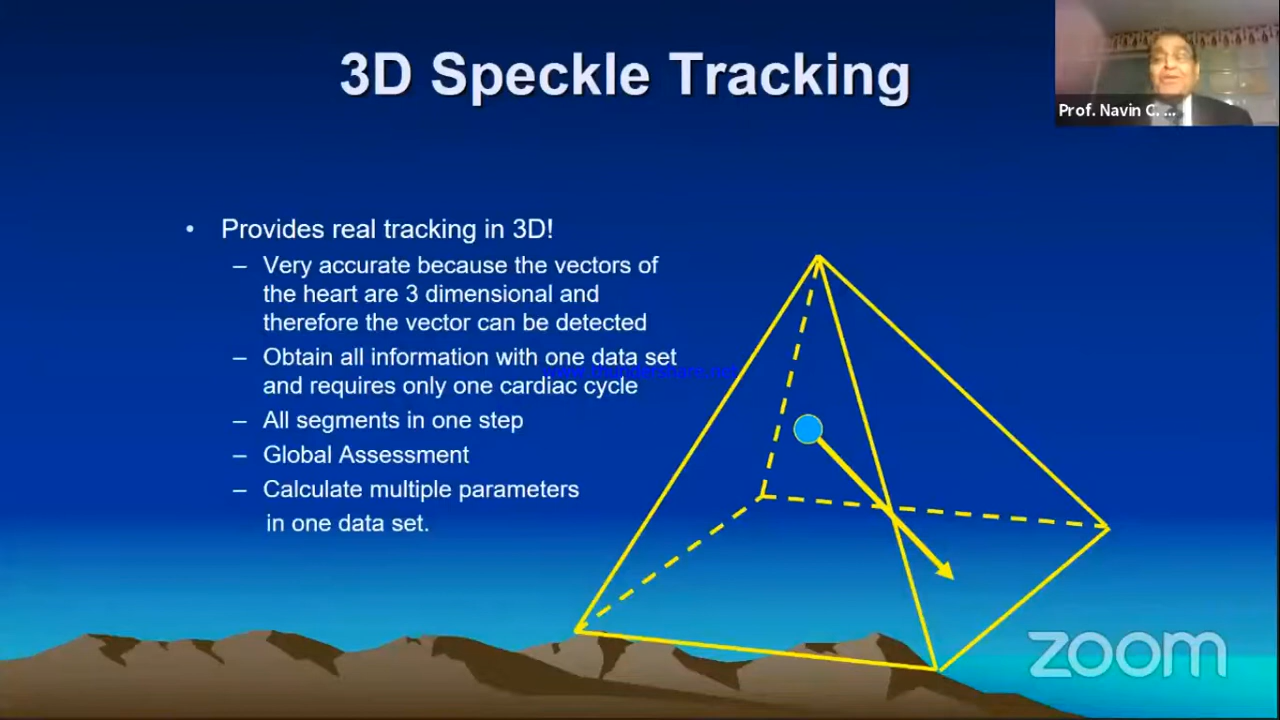 3D Speckle Tracking
Prof. Navin C. ...
• Provides real tracking in 3D!
– Very accurate because the vectors of
the heart are 3 dimensional and
therefore the vector can be detected
– Obtain all information with one data set
and requires only one cardiac cycle
– All segments in one step
– Global Assessment
– Calculate multiple parameters
in one data set.
zoom